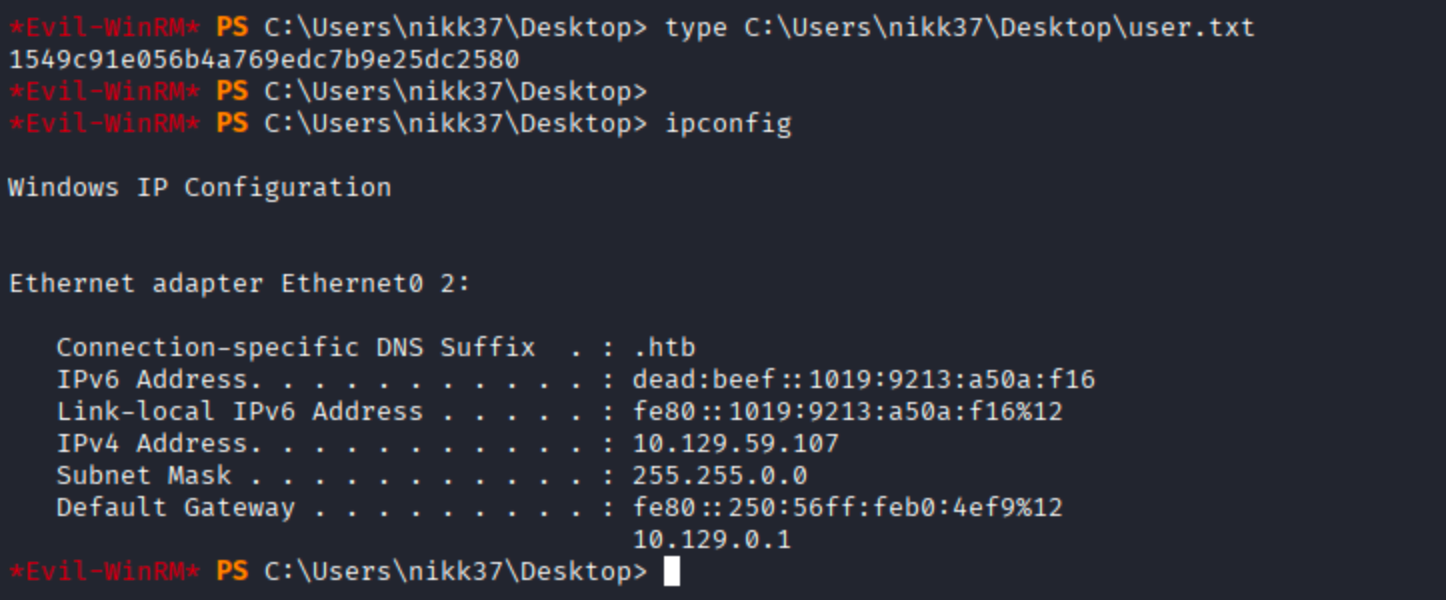 *Evil-WinRM* PS C:\Users\nikk37\Desktop> type C:\Users\nikk37\Desktop\user.txt
1549c91e056b4a769edc7b9e25dc2580
*Evil-WinRM* PS C:\Users\nikk37\Desktop>
*Evil-WinRM* PS C:\Users\nikk37\Desktop> ipconfig
Windows IP Configuration
Ethernet adapter Ethernet0 2:
Connection-specific DNS Suffix  . : .htb
IPv6 Address. . . . . . . . . . . : dead:beef::1019:9213:a50a:f16
Link-local IPv6 Address . . . . . : fe80::1019:9213:a50a:f16%12
IPv4 Address. . . . . . . . . . . : 10.129.59.107
Subnet Mask . . . . . . . . . . . : 255.255.0.0
Default Gateway . . . . . . . . . : fe80::250:56ff:feb0:4ef9%12
10.129.0.1
*Evil-WinRM* PS C:\Users\nikk37\Desktop>